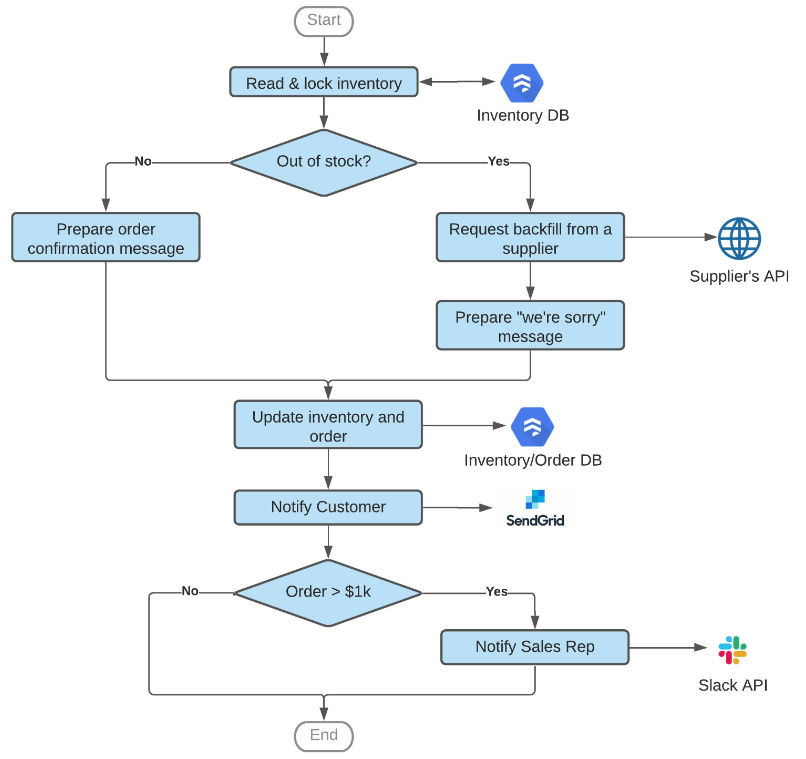 Start
Read & lock inventory
Inventory DB
Out of stock?
No
Yes
Prepare order
confirmation message
Request backfill from a
supplier
Supplier's API
Prepare "we're sorry"
message
Update inventory and
order
Inventory/Order DB
Notify Customer
SendGrid
Order > $1k
No
Yes
Notify Sales Rep
Slack API
End